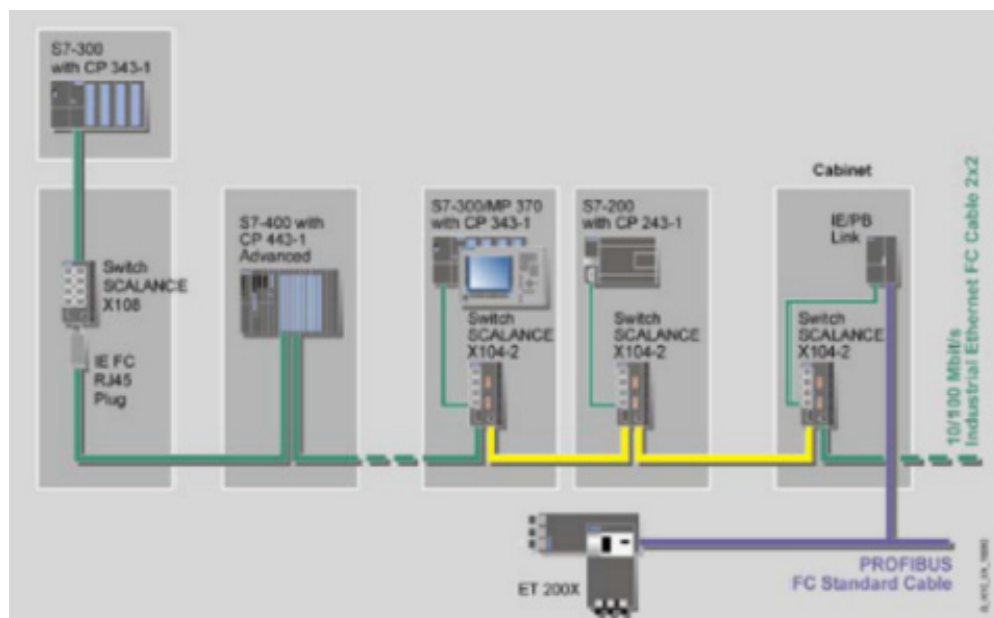 S7-300
with CP 343-1
Switch
SCALANCE
X108
IE FC
RJ45
Plug
S7-400 with
CP 443-1
Advanced
S7-300/MP 370
with CP 343-1
Switch
SCALANCE
X104-2
S7-200
with CP 243-1
Switch
SCALANCE
X104-2
Cabinet
IE/PB
Link
Switch
SCALANCE
X104-2
10/100 Mbit/s
Industrial Ethernet FC Cable 2x2
ET 200X
PROFIBUS
FC Standard Cable